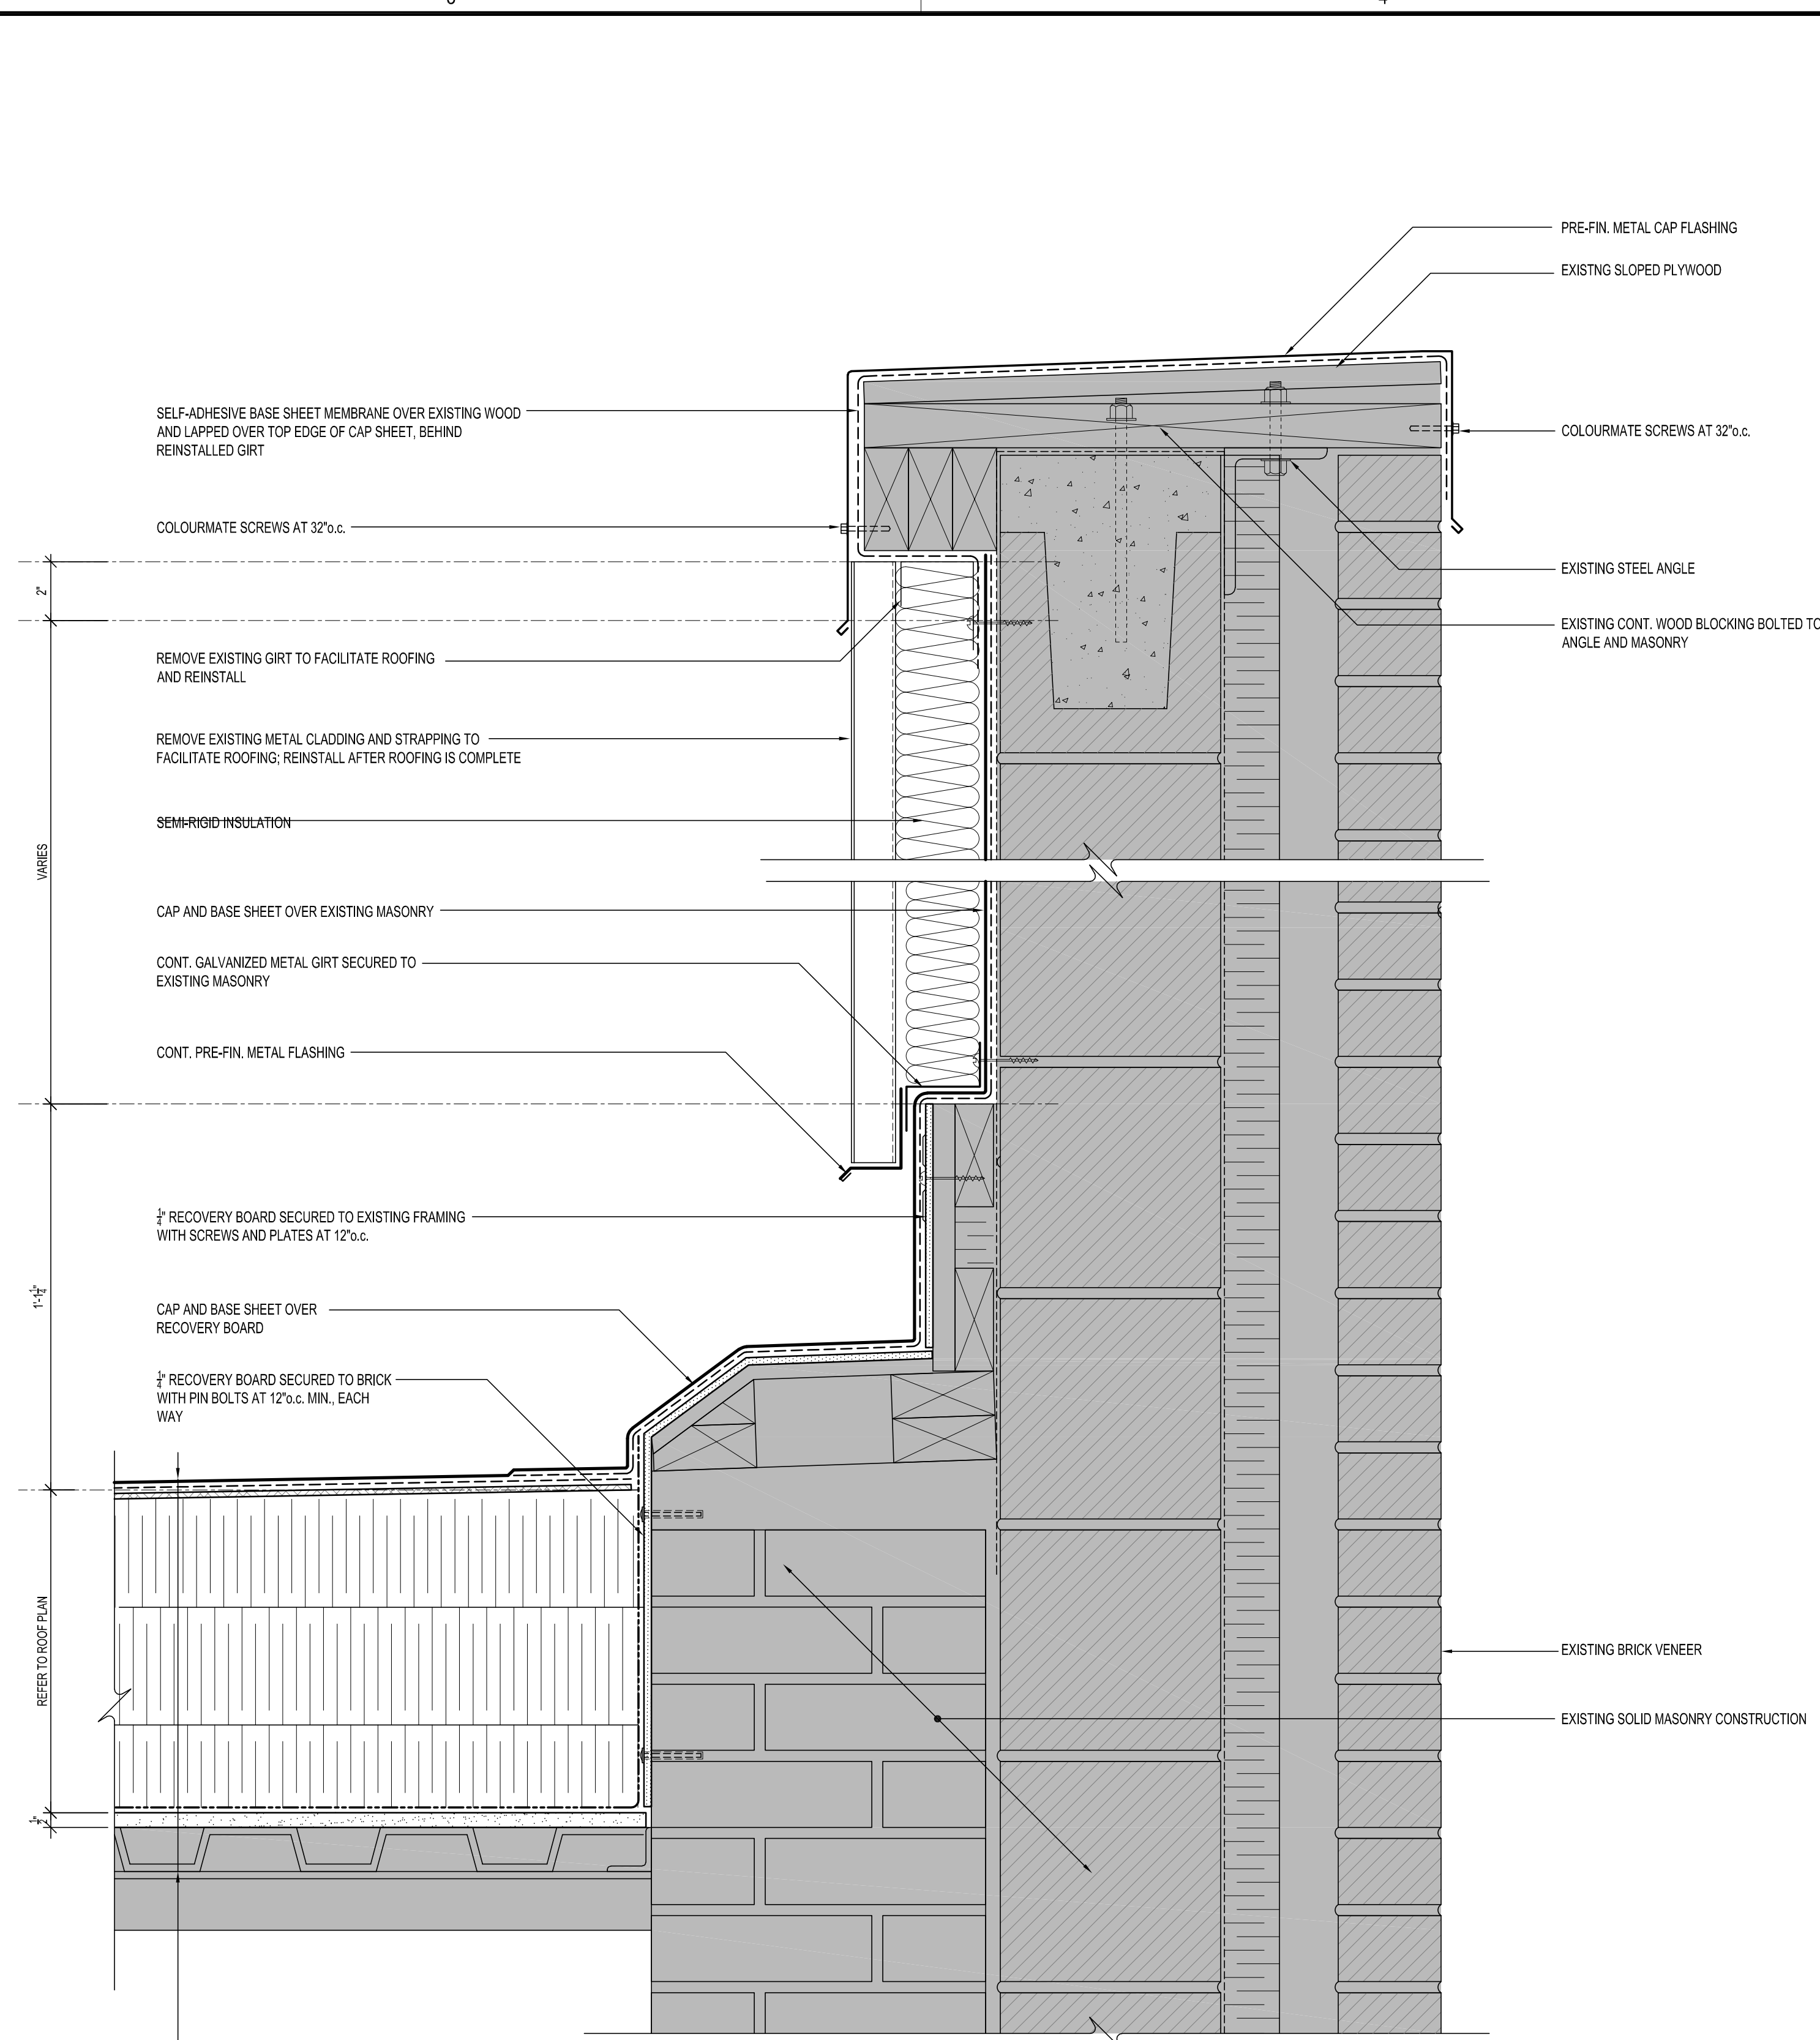 PRE-FIN. METAL CAP FLASHING
EXISTNG SLOPED PLYWOOD
SELF-ADHESIVE BASE SHEET MEMBRANE OVER EXISTING WOOD
AND LAPPED OVER TOP EDGE OF CAP SHEET, BEHIND
REINSTALLED GIRT
COLOURMATE SCREWS AT 32"o.c.
COLOURMATE SCREWS AT 32"o.c.
EXISTING STEEL ANGLE
2"
EXISTING CONT. WOOD BLOCKING BOLTED TO
ANGLE AND MASONRY
REMOVE EXISTING GIRT TO FACILITATE ROOFING
AND REINSTALL
REMOVE EXISTING METAL CLADDING AND STRAPPING TO
FACILITATE ROOFING; REINSTALL AFTER ROOFING IS COMPLETE
SEMI-RIGID INSULATION
VARIES
CAP AND BASE SHEET OVER EXISTING MASONRY
CONT. GALVANIZED METAL GIRT SECURED TO
EXISTING MASONRY
CONT. PRE-FIN. METAL FLASHING
1/4" RECOVERY BOARD SECURED TO EXISTING FRAMING
WITH SCREWS AND PLATES AT 12"o.c.
1'-1 1/4"
CAP AND BASE SHEET OVER
RECOVERY BOARD
1/4" RECOVERY BOARD SECURED TO BRICK
WITH PIN BOLTS AT 12"o.c. MIN., EACH
WAY
REFER TO ROOF PLAN
EXISTING BRICK VENEER
EXISTING SOLID MASONRY CONSTRUCTION
1/2"